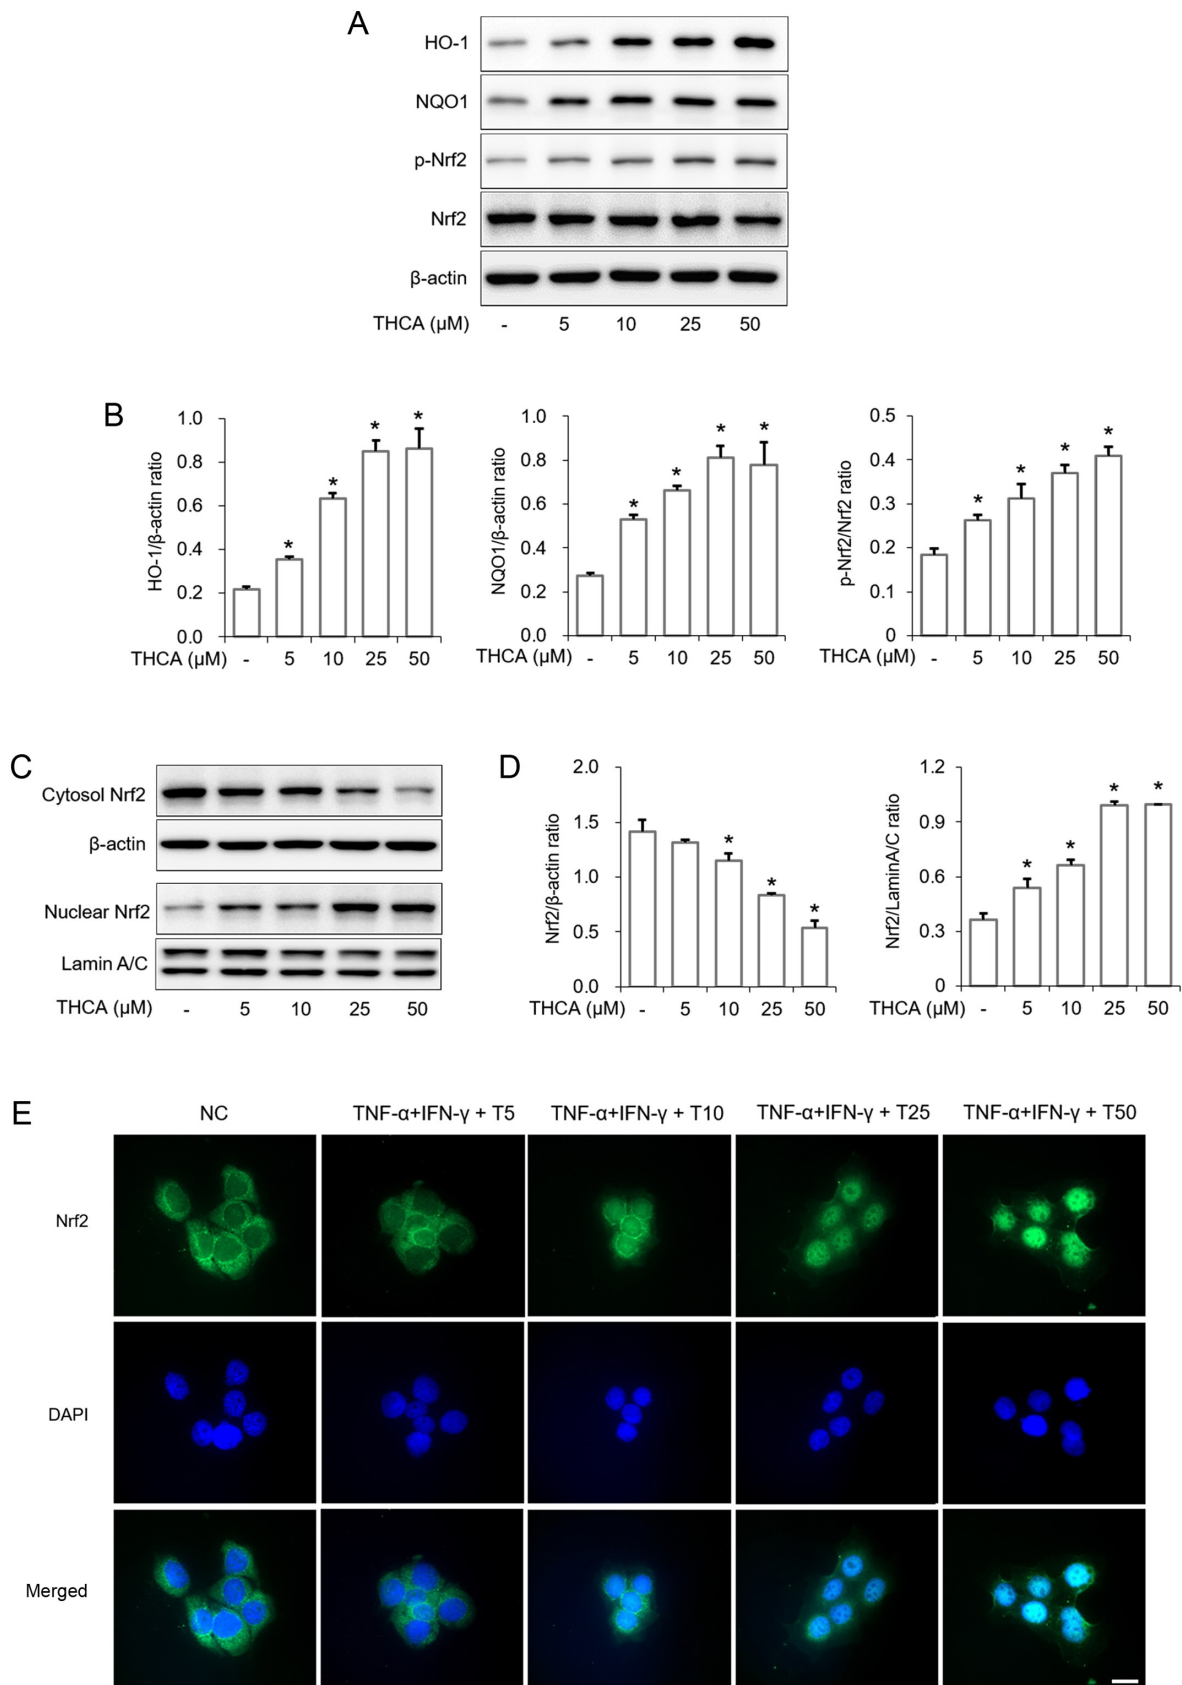 A
HO-1
NQO1
p-Nrf2
Nrf2
β-actin
THCA (μM) - 5 10 25 50
B
HO-1/β-actin ratio
1.0
0.8
0.6
0.4
0.2
0.0
* * * *
THCA (μM) - 5 10 25 50
NQO1/β-actin ratio
1.0
0.8
0.6
0.4
0.2
0.0
* * * *
THCA (μM) - 5 10 25 50
p-Nrf2/Nrf2 ratio
0.5
0.4
0.3
0.2
0.1
0
* * * *
THCA (μM) - 5 10 25 50
C
Cytosol Nrf2
β-actin
Nuclear Nrf2
Lamin A/C
THCA (μM) - 5 10 25 50
D
Nrf2/β-actin ratio
2.0
1.5
1.0
0.5
0.0
* * *
THCA (μM) - 5 10 25 50
Nrf2/LaminA/C ratio
1.2
0.9
0.6
0.3
0
* * * *
THCA (μM) - 5 10 25 50
E
NC TNF-α+IFN-γ + T5 TNF-α+IFN-γ + T10 TNF-α+IFN-γ + T25 TNF-α+IFN-γ + T50
Nrf2
DAPI
Merged